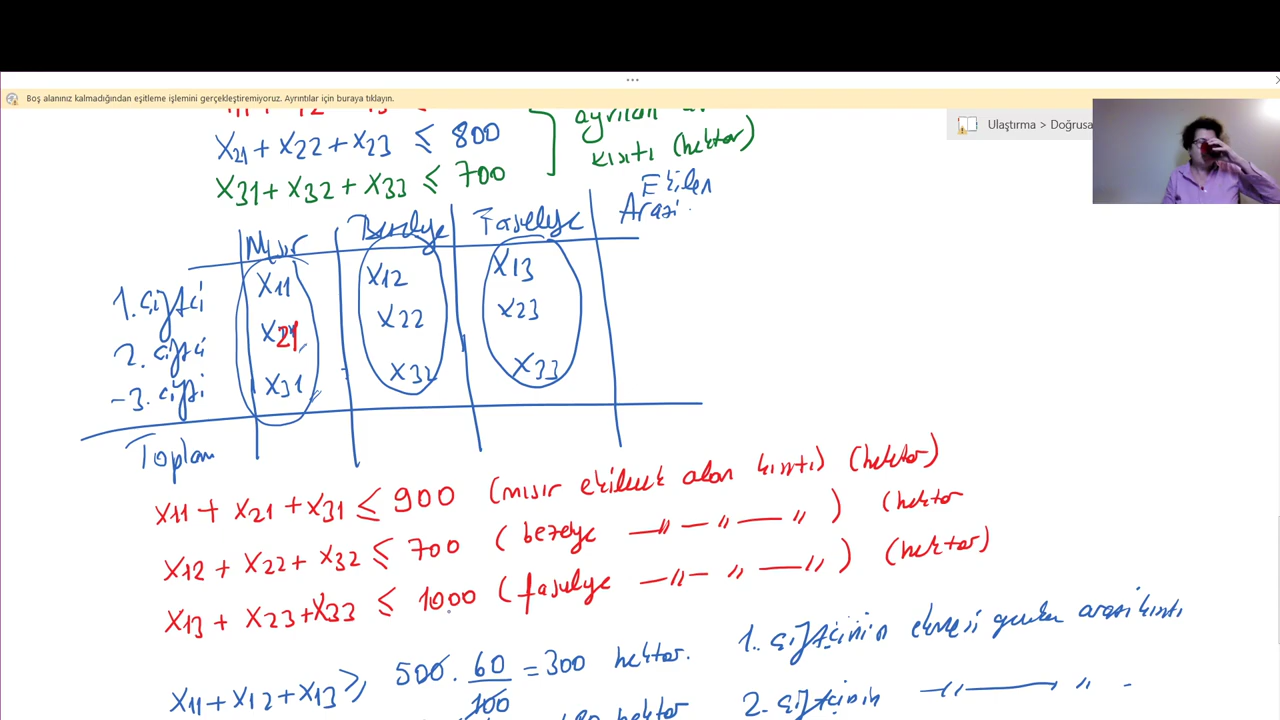 Boş alanınız kalmadığından eşitleme işlemini gerçekleştiremiyoruz. Ayrıntılar için buraya tıklayın.
Ulaştırma > Doğrusa
ayrılan
X21 + X22 + X23 ≤ 800
kısıtı (hektar)
X31 + X32 + X33 ≤ 700
Ekilen
Arazi
Mısır Bezelye Fasulye
1. çiftçi X11 X12 X13
2. çiftçi X21 X22 X23
3. çiftçi X31 X32 X33
Toplam
X11 + X21 + X31 ≤ 900 (mısır ekilecek alan kısıtı) (hektar)
X12 + X22 + X32 ≤ 700 (bezelye —〃—〃—〃) (hektar
X13 + X23 + X33 ≤ 1000 (fasulye —〃—〃—〃) (hektar)
X11 + X12 + X13 ≥ 500 . 60/100 = 300 hektar. 1. çiftçinin ekmesi gereken arazi kısıtı
hektar 2. çiftçinin —〃—〃